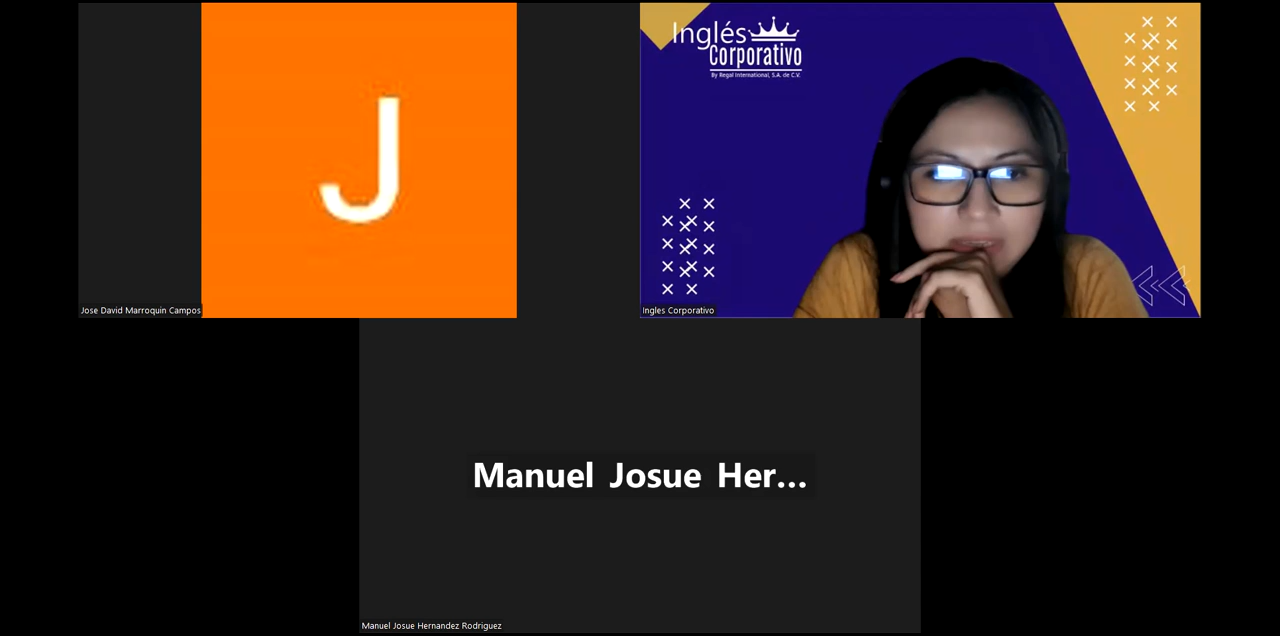 J
Jose David Marroquin Campos
Inglés
Corporativo
By Regal International, S.A. de C.V.
Ingles Corporativo
Manuel Josue Her...
Manuel Josue Hernandez Rodriguez